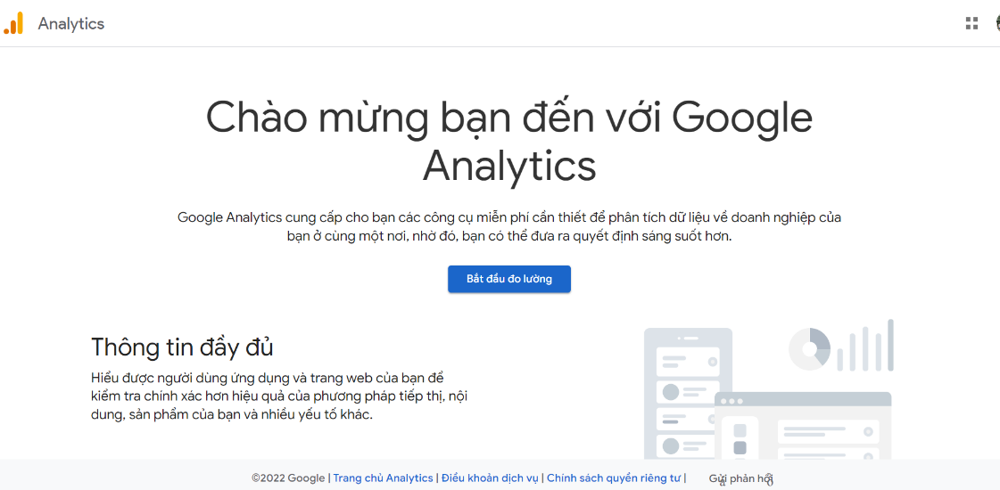 Analytics
Chào mừng bạn đến với Google
Analytics
Google Analytics cung cấp cho bạn các công cụ miễn phí cần thiết để phân tích dữ liệu về doanh nghiệp của
bạn ở cùng một nơi, nhờ đó, bạn có thể đưa ra quyết định sáng suốt hơn.
Bắt đầu đo lường
Thông tin đầy đủ
Hiểu được người dùng ứng dụng và trang web của bạn để
kiểm tra chính xác hơn hiệu quả của phương pháp tiếp thị, nội
dung, sản phẩm của bạn và nhiều yếu tố khác.
©2022 Google | Trang chủ Analytics | Điều khoản dịch vụ | Chính sách quyền riêng tư | Gửi phản hồi